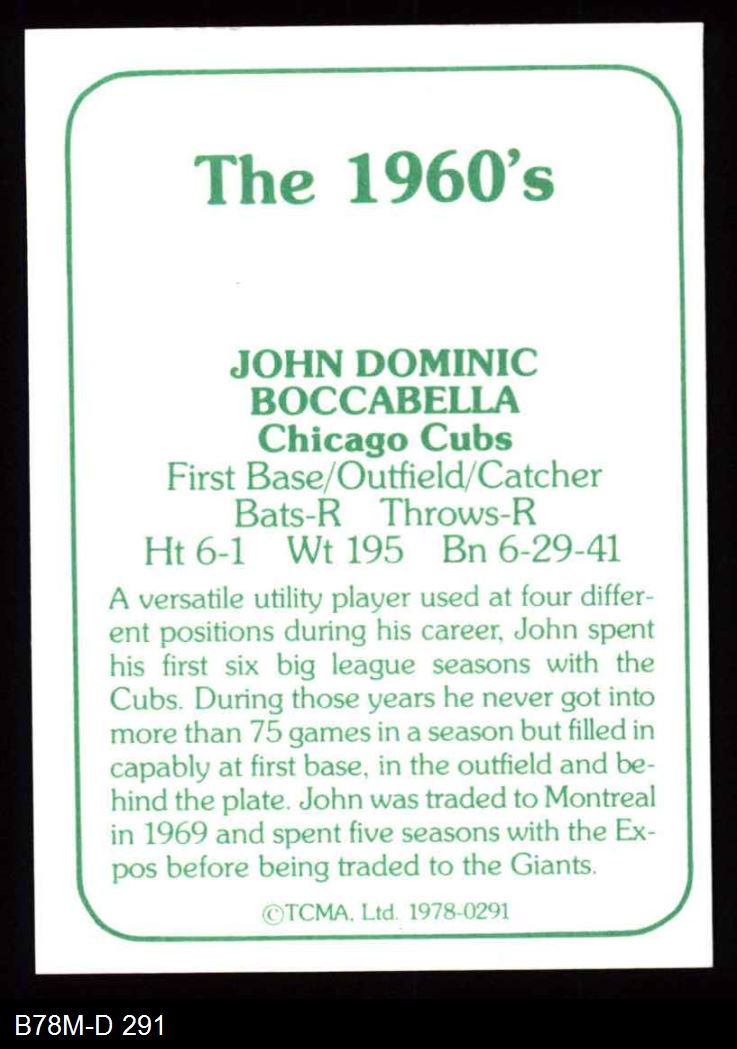 The 1960's
JOHN DOMINIC
BOCCABELLA
Chicago Cubs
First Base/Outfield/Catcher
Bats-R Throws-R
Ht 6-1 Wt 195 Bn 6-29-41
A versatile utility player used at four differ-
ent positions during his career, John spent
his first six big league seasons with the
Cubs. During those years he never got into
more than 75 games in a season but filled in
capably at first base, in the outfield and be-
hind the plate. John was traded to Montreal
in 1969 and spent five seasons with the Ex-
pos before being traded to the Giants.
©TCMA, Ltd. 1978-0291
B78M-D 291